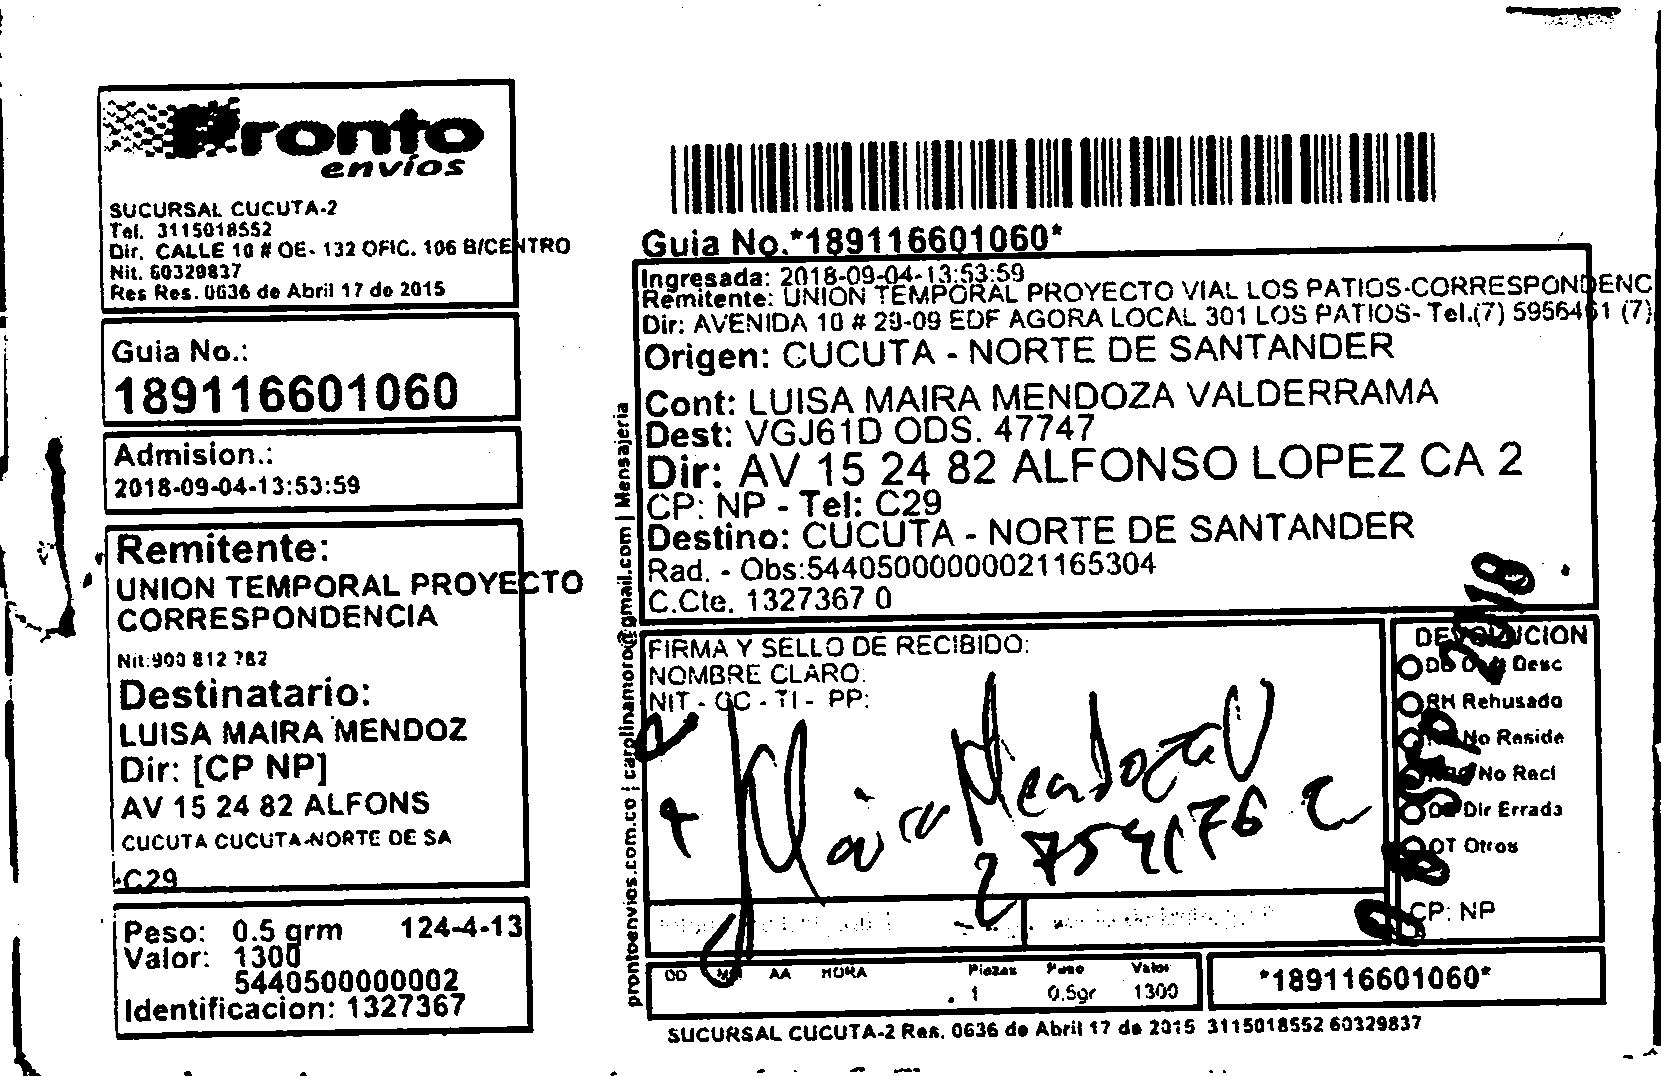 Pronto
envíos
SUCURSAL CUCUTA-2
Tel. 3115018552
Dir. CALLE 10 # OE- 132 OFIC. 106 B/CENTRO
Nit. 60329837
Res Res. 0636 de Abril 17 de 2015
Guia No.:
189116601060
Admision.:
2018-09-04-13:53:59
Remitente:
UNION TEMPORAL PROYECTO
CORRESPONDENCIA
Nit:900 812 782
Destinatario:
LUISA MAIRA MENDOZ
Dir: [CP NP]
AV 15 24 82 ALFONS
CUCUTA CUCUTA-NORTE DE SA
C29
Peso: 0.5 grm 124-4-13
Valor: 1300
5440500000002
Identificacion: 1327367
prontoenvios.com.co | carolinamoro@gmail.com | Mensajeria
Guia No.*189116601060*
Ingresada: 2018-09-04-13:53:59
Remitente: UNION TEMPORAL PROYECTO VIAL LOS PATIOS-CORRESPONDENC
Dir: AVENIDA 10 # 29-09 EDF AGORA LOCAL 301 LOS PATIOS- Tel.(7) 5956461 (7)
Origen: CUCUTA - NORTE DE SANTANDER
Cont: LUISA MAIRA MENDOZA VALDERRAMA
Dest: VGJ61D ODS. 47747
Dir: AV 15 24 82 ALFONSO LOPEZ CA 2
CP: NP - Tel: C29
Destino: CUCUTA - NORTE DE SANTANDER
Rad. - Obs:54405000000021165304
C.Cte. 1327367 0
FIRMA Y SELLO DE RECIBIDO:
NOMBRE CLARO:
NIT - CC - TI - PP:
Maira Mendoza V
DEVOLUCION
Desc
RH Rehusado
No Reside
No Reci
Dir Errada
OT Otros
CP: NP
2018
DD MM AA HORA Piezas Peso Valor
1 0.5gr 1300
*189116601060*
SUCURSAL CUCUTA-2 Res. 0636 de Abril 17 de 2015 3115018552 60329837